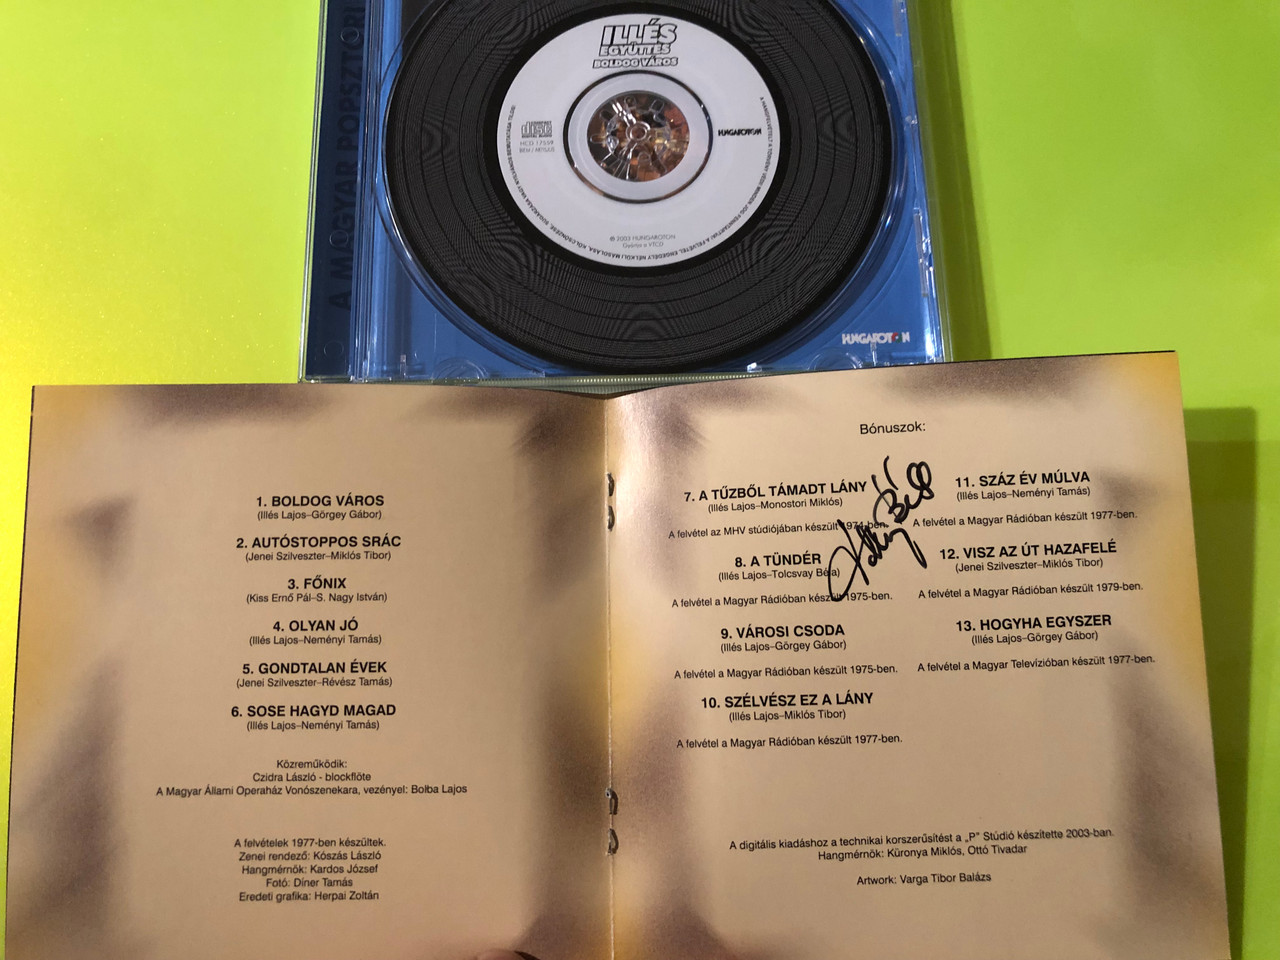 A MAGYAR POPSZTORI
ILLÉS
EGYÜTTES
BOLDOG VÁROS
HCD 17559
BIEM / ARTISJUS
HUNGAROTON
℗ 2003 HUNGAROTON
Gyártja a VTCD
HUNGAROTON
1. BOLDOG VÁROS
(Illés Lajos–Görgey Gábor)
2. AUTÓSTOPPOS SRÁC
(Jenei Szilveszter–Miklós Tibor)
3. FŐNIX
(Kiss Ernő Pál–S. Nagy István)
4. OLYAN JÓ
(Illés Lajos–Neményi Tamás)
5. GONDTALAN ÉVEK
(Jenei Szilveszter–Révész Tamás)
6. SOSE HAGYD MAGAD
(Illés Lajos–Neményi Tamás)
Közreműködik:
Czidra László - blockflöte
A Magyar Állami Operaház Vonószenekara, vezényel: Bolba Lajos
A felvételek 1977-ben készültek.
Zenei rendező: Kószás László
Hangmérnök: Kardos József
Fotó: Díner Tamás
Eredeti grafika: Herpai Zoltán
Bónuszok:
7. A TŰZBŐL TÁMADT LÁNY
(Illés Lajos–Monostori Miklós)
A felvétel az MHV stúdiójában készült 1974-ben.
8. A TÜNDÉR
(Illés Lajos–Tolcsvay Béla)
A felvétel a Magyar Rádióban készült 1975-ben.
9. VÁROSI CSODA
(Illés Lajos–Görgey Gábor)
A felvétel a Magyar Rádióban készült 1975-ben.
10. SZÉLVÉSZ EZ A LÁNY
(Illés Lajos–Miklós Tibor)
A felvétel a Magyar Rádióban készült 1977-ben.
11. SZÁZ ÉV MÚLVA
(Illés Lajos–Neményi Tamás)
A felvétel a Magyar Rádióban készült 1977-ben.
12. VISZ AZ ÚT HAZAFELÉ
(Jenei Szilveszter–Miklós Tibor)
A felvétel a Magyar Rádióban készült 1979-ben.
13. HOGYHA EGYSZER
(Illés Lajos–Görgey Gábor)
A felvétel a Magyar Televízióban készült 1977-ben.
A digitális kiadáshoz a technikai korszerűsítést a „P” Stúdió készítette 2003-ban.
Hangmérnök: Küronya Miklós, Ottó Tivadar
Artwork: Varga Tibor Balázs